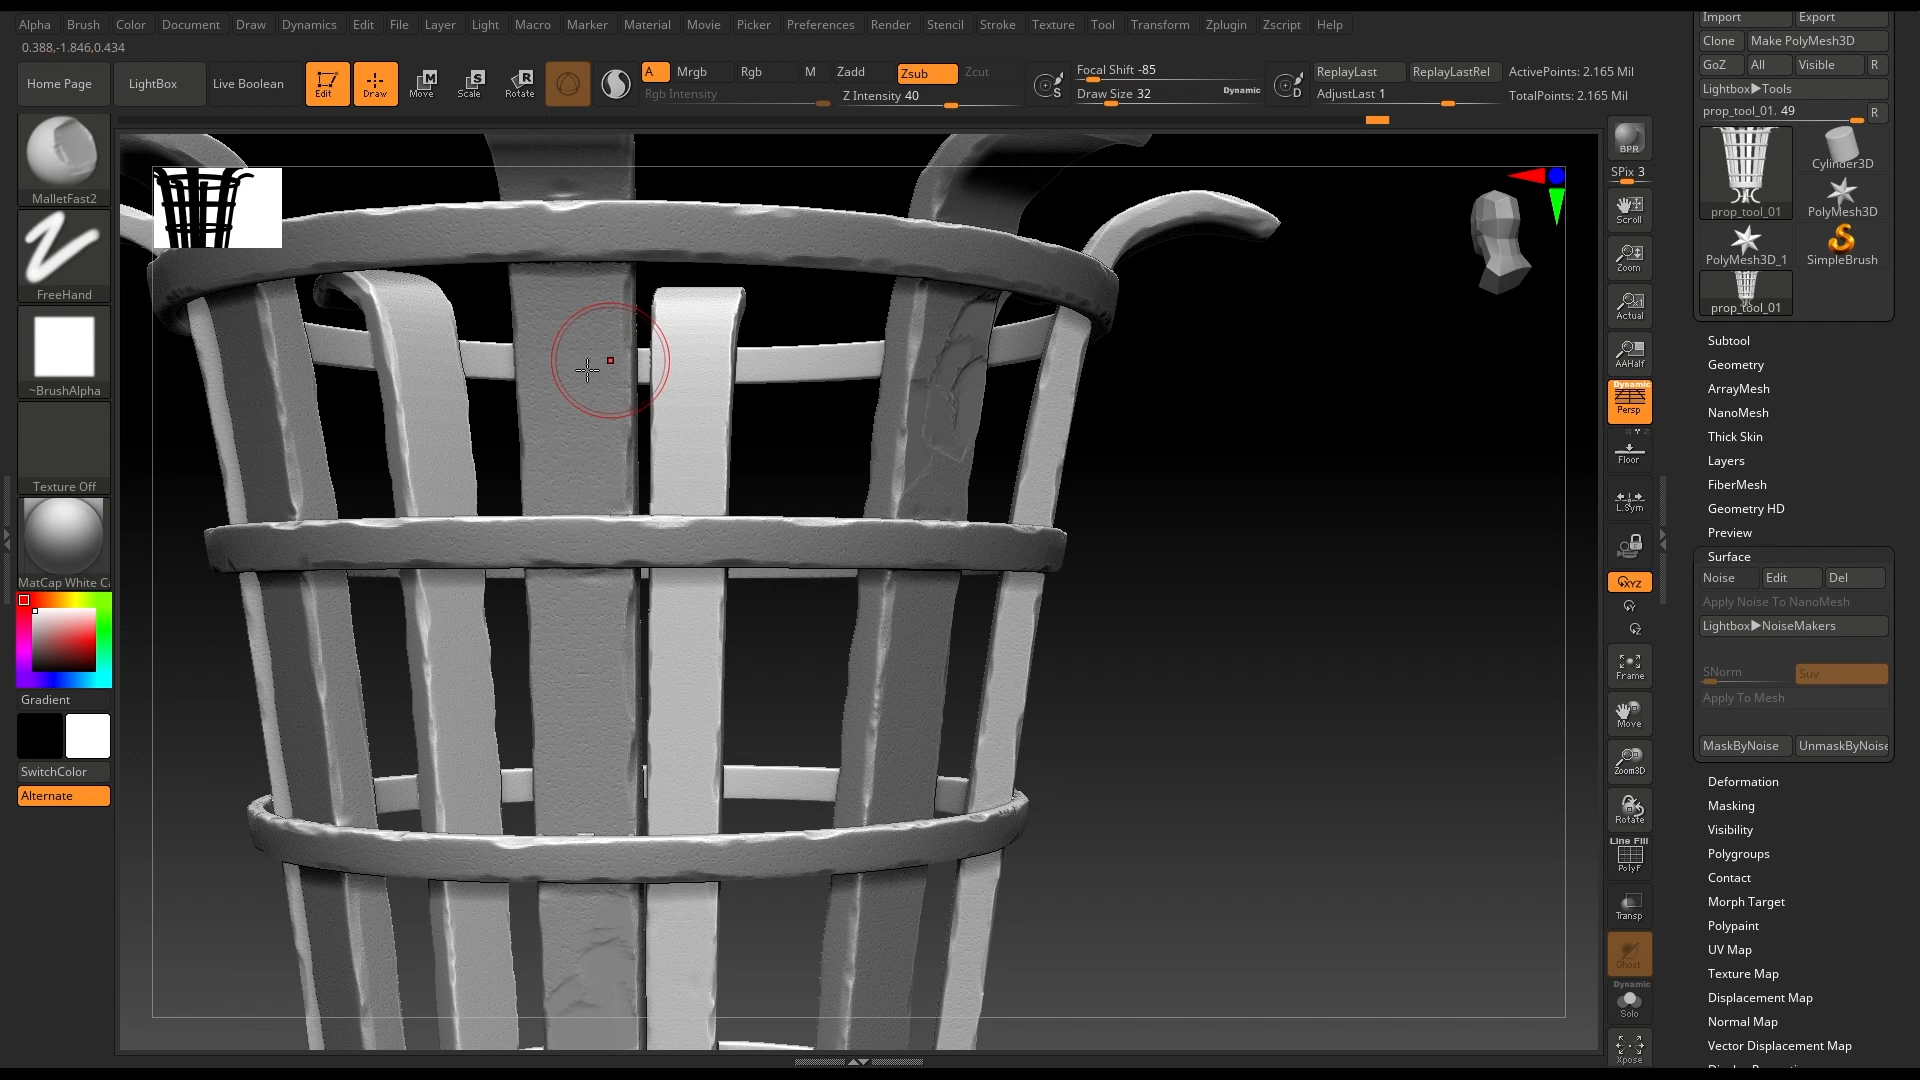 Alpha Brush Color Document Draw Dynamics Edit File Layer Light Macro Marker Material Movie Picker Preferences Render Stencil Stroke Texture Tool Transform Zplugin Zscript Help
0.388,-1.846,0.434
Home Page
LightBox
Live Boolean
Edit
Draw
M
Move
S
Scale
R
Rotate
A
Mrgb
Rgb
M
Zadd
Zsub
Zcut
Rgb Intensity
Z Intensity 40
S
Focal Shift -85
Draw Size 32
Dynamic
D
ReplayLast
ReplayLastRel
AdjustLast 1
ActivePoints: 2.165 Mil
TotalPoints: 2.165 Mil
MalletFast2
FreeHand
~BrushAlpha
Texture Off
MatCap White Ca
Gradient
SwitchColor
Alternate
BPR
SPix 3
Scroll
Zoom
Actual
AAHalf
Dynamic
Persp
Floor
L.Sym
XYZ
Y
Z
Frame
Move
Zoom3D
Rotate
Line Fill
PolyF
Transp
Ghost
Dynamic
Solo
Xpose
Import
Export
Clone
Make PolyMesh3D
GoZ
All
Visible
R
Lightbox▶Tools
prop_tool_01. 49
R
prop_tool_01
Cylinder3D
PolyMesh3D
PolyMesh3D_1
SimpleBrush
prop_tool_01
Subtool
Geometry
ArrayMesh
NanoMesh
Thick Skin
Layers
FiberMesh
Geometry HD
Preview
Surface
Noise
Edit
Del
Apply Noise To NanoMesh
Lightbox▶NoiseMakers
SNorm
Suv
Apply To Mesh
MaskByNoise
UnmaskByNoise
Deformation
Masking
Visibility
Polygroups
Contact
Morph Target
Polypaint
UV Map
Texture Map
Displacement Map
Normal Map
Vector Displacement Map